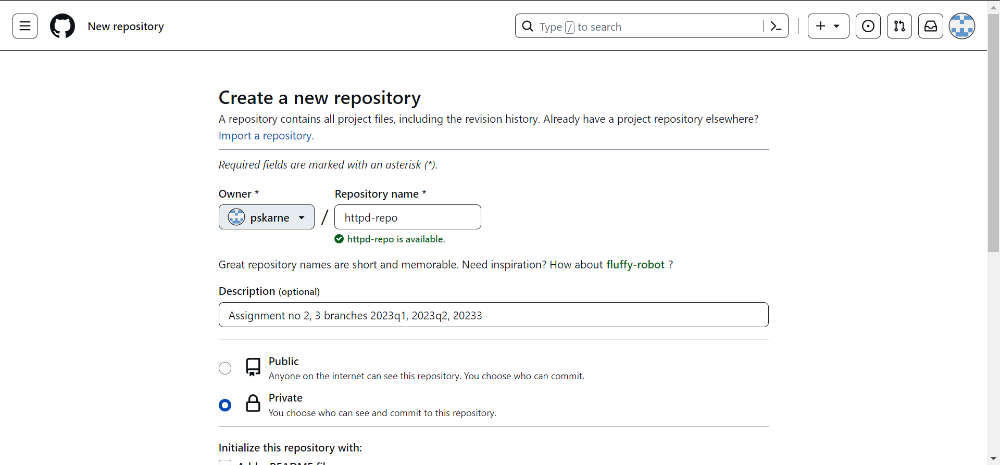 New repository
Type / to search
Create a new repository
A repository contains all project files, including the revision history. Already have a project repository elsewhere?
Import a repository.
Required fields are marked with an asterisk (*).
Owner * Repository name *
pskarne / httpd-repo
httpd-repo is available.
Great repository names are short and memorable. Need inspiration? How about fluffy-robot ?
Description (optional)
Assignment no 2, 3 branches 2023q1, 2023q2, 20233
Public
Anyone on the internet can see this repository. You choose who can commit.
Private
You choose who can see and commit to this repository.
Initialize this repository with:
Add a README file